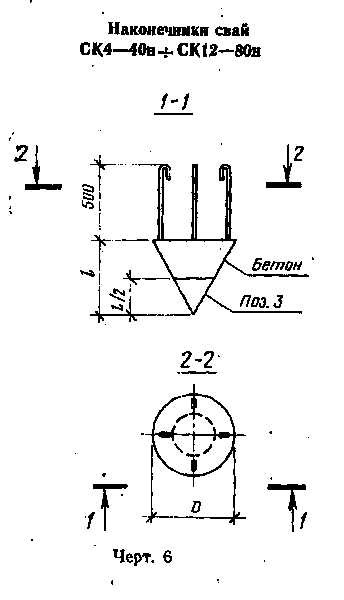 Наконечники свай
СК4—40н÷СК12—80н
1-1
2
2
500
l
l/2
Бетон
Поз. 3
2-2
D
1
1
Черт. 6